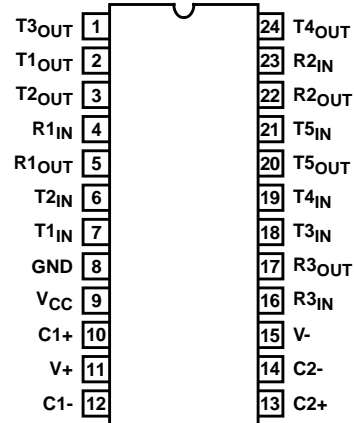 T3OUT 1 24 T4OUT
T1OUT 2 23 R2IN
T2OUT 3 22 R2OUT
R1IN 4 21 T5IN
R1OUT 5 20 T5OUT
T2IN 6 19 T4IN
T1IN 7 18 T3IN
GND 8 17 R3OUT
VCC 9 16 R3IN
C1+ 10 15 V-
V+ 11 14 C2-
C1- 12 13 C2+